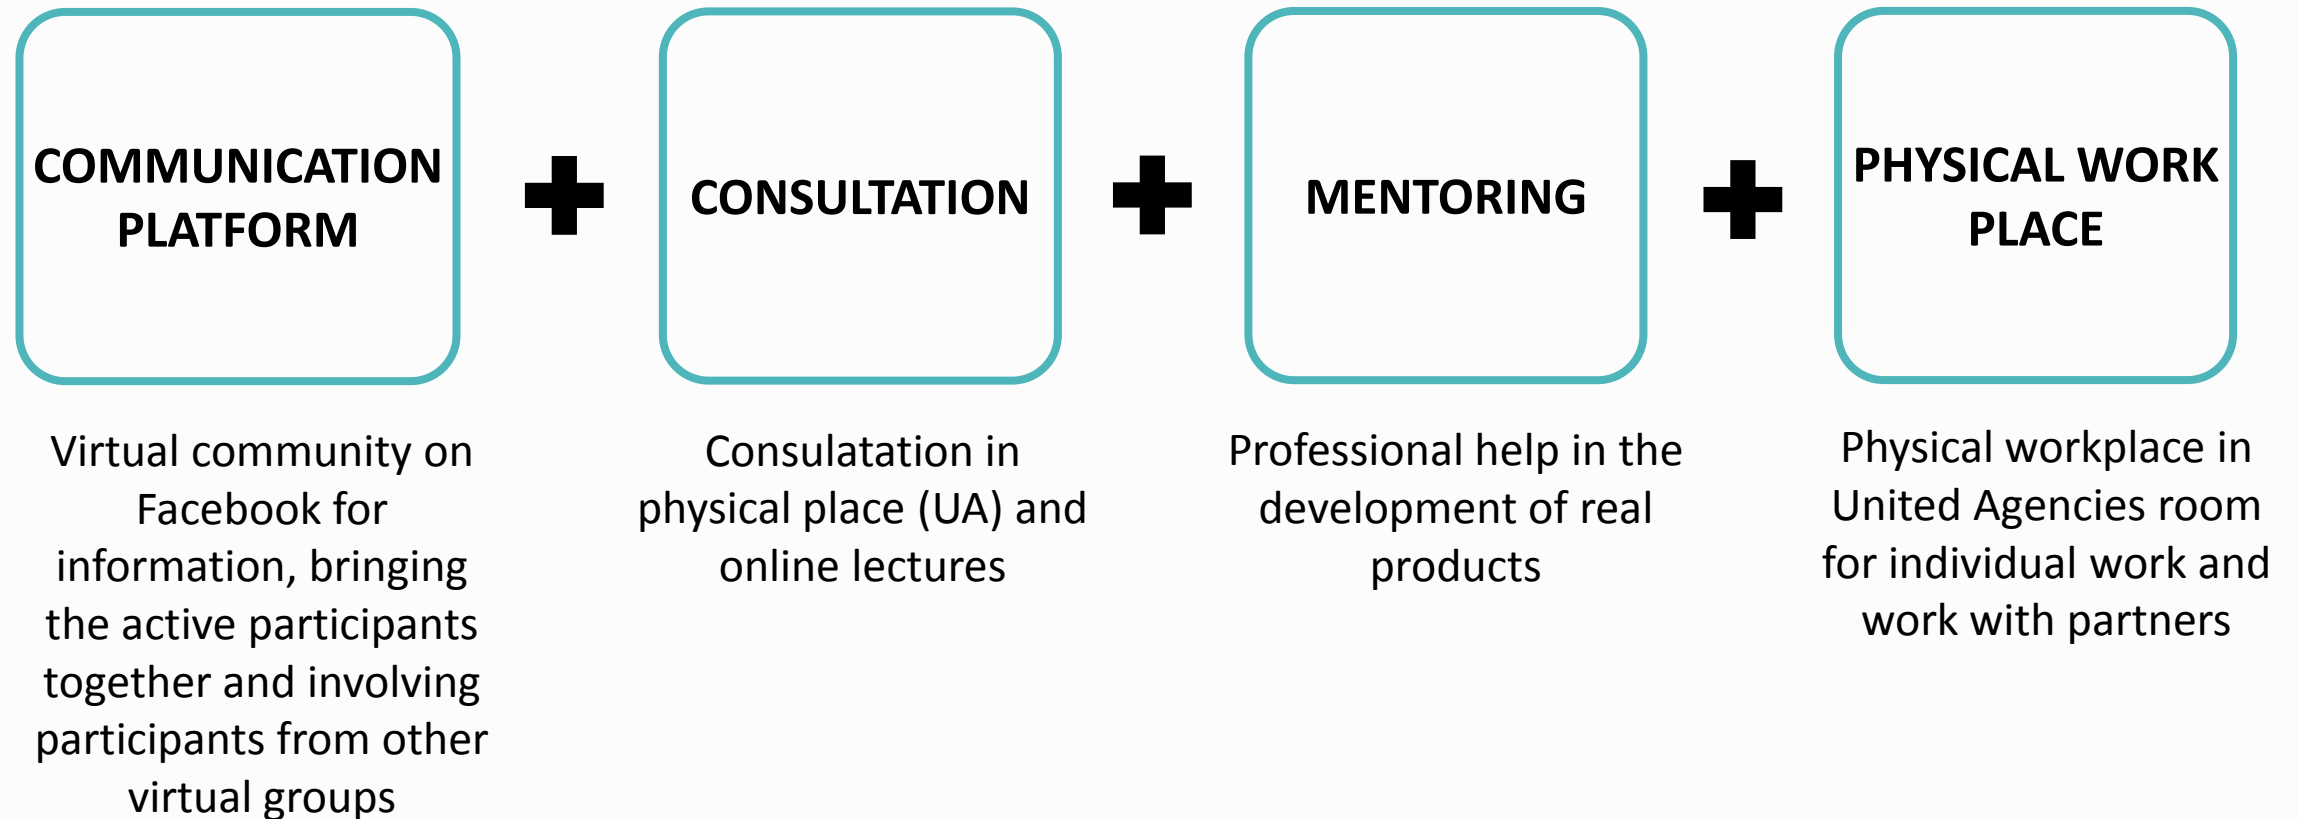 COMMUNICATION
PLATFORM
Virtual community on
Facebook for
information, bringing
the active participants
together and involving
participants from other
virtual groups
CONSULTATION
Consulatation in
physical place (UA) and
online lectures
MENTORING
Professional help in the
development of real
products
PHYSICAL WORK
PLACE
Physical workplace in
United Agencies room
for individual work and
work with partners